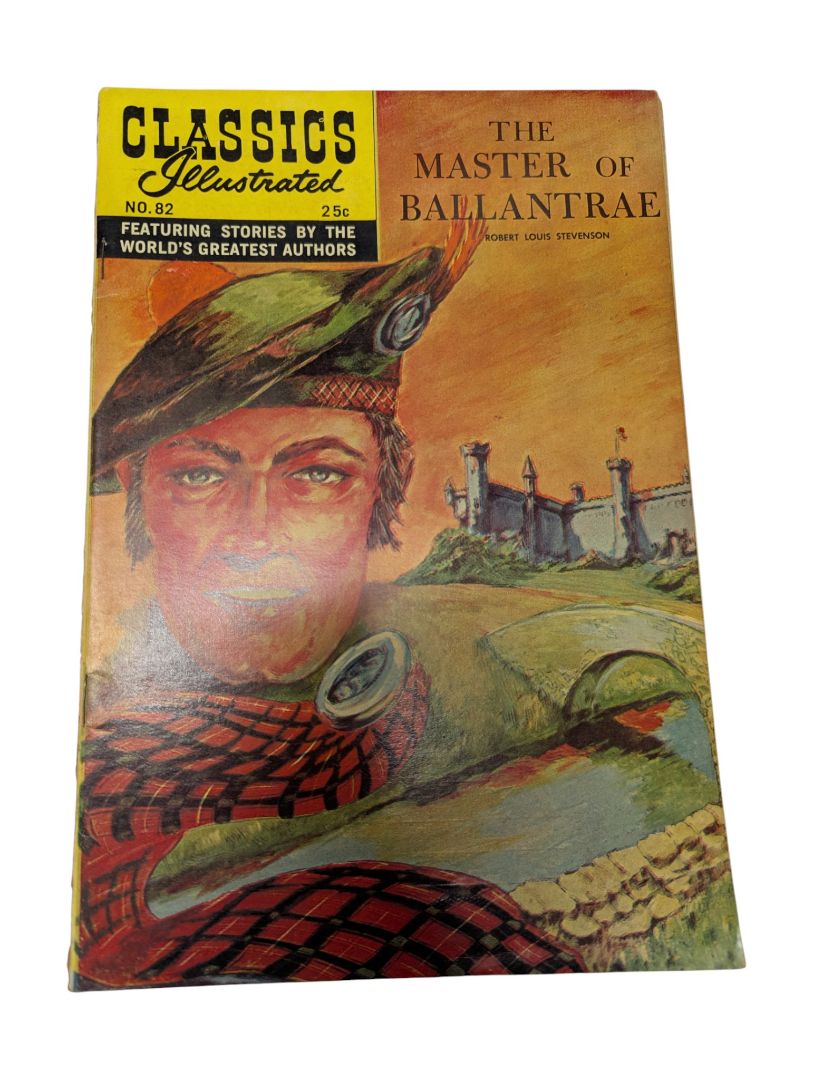 CLASSICS
Illustrated
NO. 82 25c
FEATURING STORIES BY THE
WORLD'S GREATEST AUTHORS
THE
MASTER OF
BALLANTRAE
ROBERT LOUIS STEVENSON